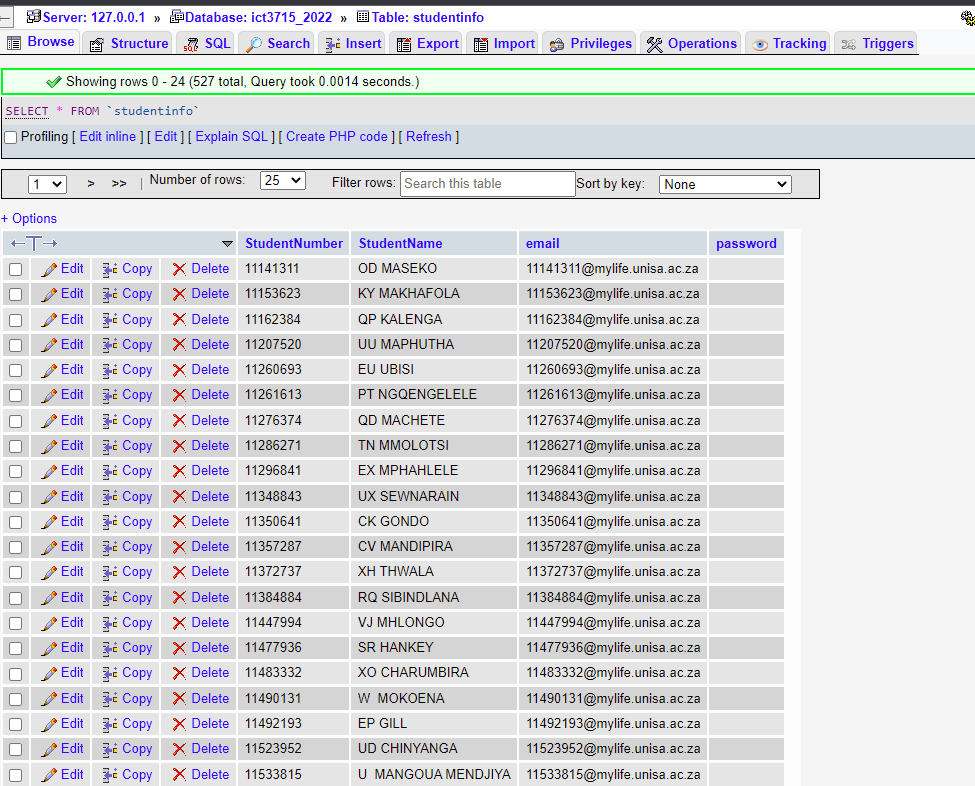 Server: 127.0.0.1 » Database: ict3715_2022 » Table: studentinfo
Browse Structure SQL Search Insert Export Import Privileges Operations Tracking Triggers
Showing rows 0 - 24 (527 total, Query took 0.0014 seconds.)
SELECT * FROM `studentinfo`
Profiling [ Edit inline ] [ Edit ] [ Explain SQL ] [ Create PHP code ] [ Refresh ]
1 > >> | Number of rows: 25 Filter rows: Search this table Sort by key: None
+ Options
←T→ StudentNumber StudentName email password
Edit Copy Delete 11141311 OD MASEKO 11141311@mylife.unisa.ac.za
Edit Copy Delete 11153623 KY MAKHAFOLA 11153623@mylife.unisa.ac.za
Edit Copy Delete 11162384 QP KALENGA 11162384@mylife.unisa.ac.za
Edit Copy Delete 11207520 UU MAPHUTHA 11207520@mylife.unisa.ac.za
Edit Copy Delete 11260693 EU UBISI 11260693@mylife.unisa.ac.za
Edit Copy Delete 11261613 PT NGQENGELELE 11261613@mylife.unisa.ac.za
Edit Copy Delete 11276374 QD MACHETE 11276374@mylife.unisa.ac.za
Edit Copy Delete 11286271 TN MMOLOTSI 11286271@mylife.unisa.ac.za
Edit Copy Delete 11296841 EX MPHAHLELE 11296841@mylife.unisa.ac.za
Edit Copy Delete 11348843 UX SEWNARAIN 11348843@mylife.unisa.ac.za
Edit Copy Delete 11350641 CK GONDO 11350641@mylife.unisa.ac.za
Edit Copy Delete 11357287 CV MANDIPIRA 11357287@mylife.unisa.ac.za
Edit Copy Delete 11372737 XH THWALA 11372737@mylife.unisa.ac.za
Edit Copy Delete 11384884 RQ SIBINDLANA 11384884@mylife.unisa.ac.za
Edit Copy Delete 11447994 VJ MHLONGO 11447994@mylife.unisa.ac.za
Edit Copy Delete 11477936 SR HANKEY 11477936@mylife.unisa.ac.za
Edit Copy Delete 11483332 XO CHARUMBIRA 11483332@mylife.unisa.ac.za
Edit Copy Delete 11490131 W  MOKOENA 11490131@mylife.unisa.ac.za
Edit Copy Delete 11492193 EP GILL 11492193@mylife.unisa.ac.za
Edit Copy Delete 11523952 UD CHINYANGA 11523952@mylife.unisa.ac.za
Edit Copy Delete 11533815 U  MANGOUA MENDJIYA 11533815@mylife.unisa.ac.za